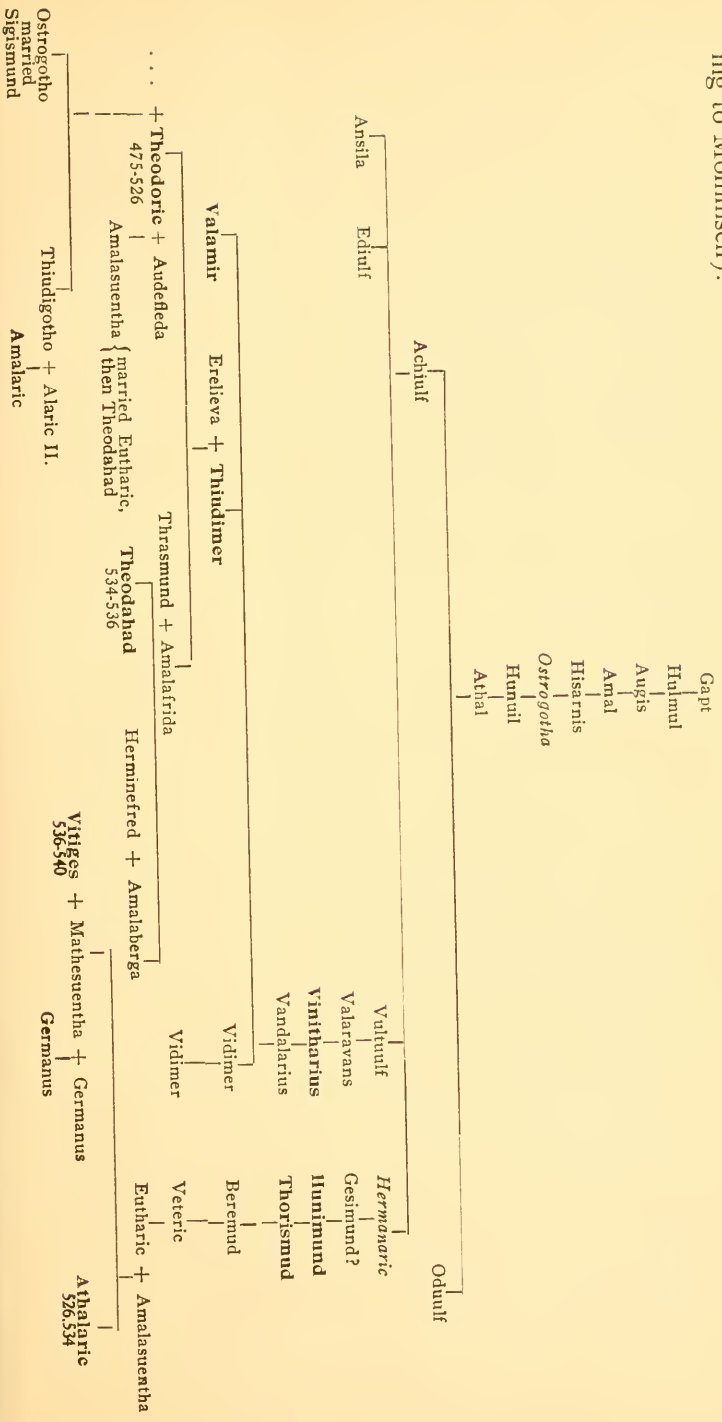 ing to Mommsen).
Gapt
Hulmul
Augis
Amal
Hisarnis
Ostrogotha
Hunuil
Athal
Achiulf
Oduulf
Ansila
Ediulf
Vultuulf
Hermanaric
Valaravans
Gesimund?
Vinitharius
Hunimund
Vandalarius
Thorismud
Valamir
Erelieva + Thiudimer
Vidimer
Beremud
Vidimer
Veteric
... + Theodoric + Audefleda
475-526
Thrasmund + Amalafrida
Eutharic + Amalasuentha
Amalasuentha { married Eutharic,
then Theodahad
Theodahad
534-536
Herminefred + Amalaberga
Ostrogotho
married
Sigismund
Thiudigotho + Alaric II.
Amalaric
Vitiges + Mathesuentha + Germanus
536-540
Germanus
Athalaric
526.534